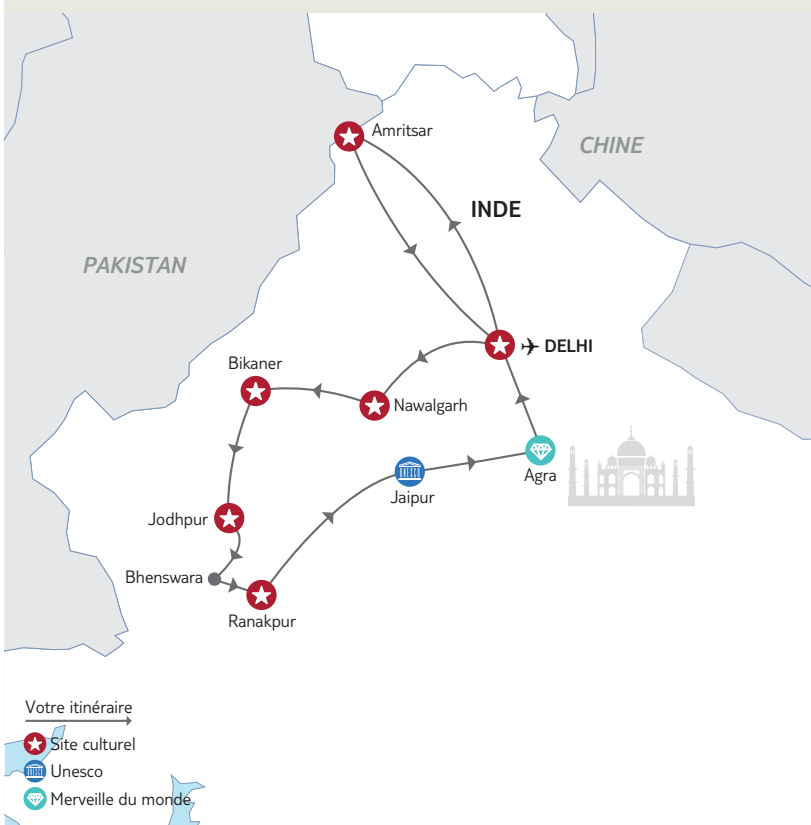 Amritsar
CHINE
INDE
PAKISTAN
DELHI
Bikaner
Nawalgarh
Agra
Jaipur
Jodhpur
Bhenswara
Ranakpur
Votre itinéraire
Site culturel
Unesco
Merveille du monde